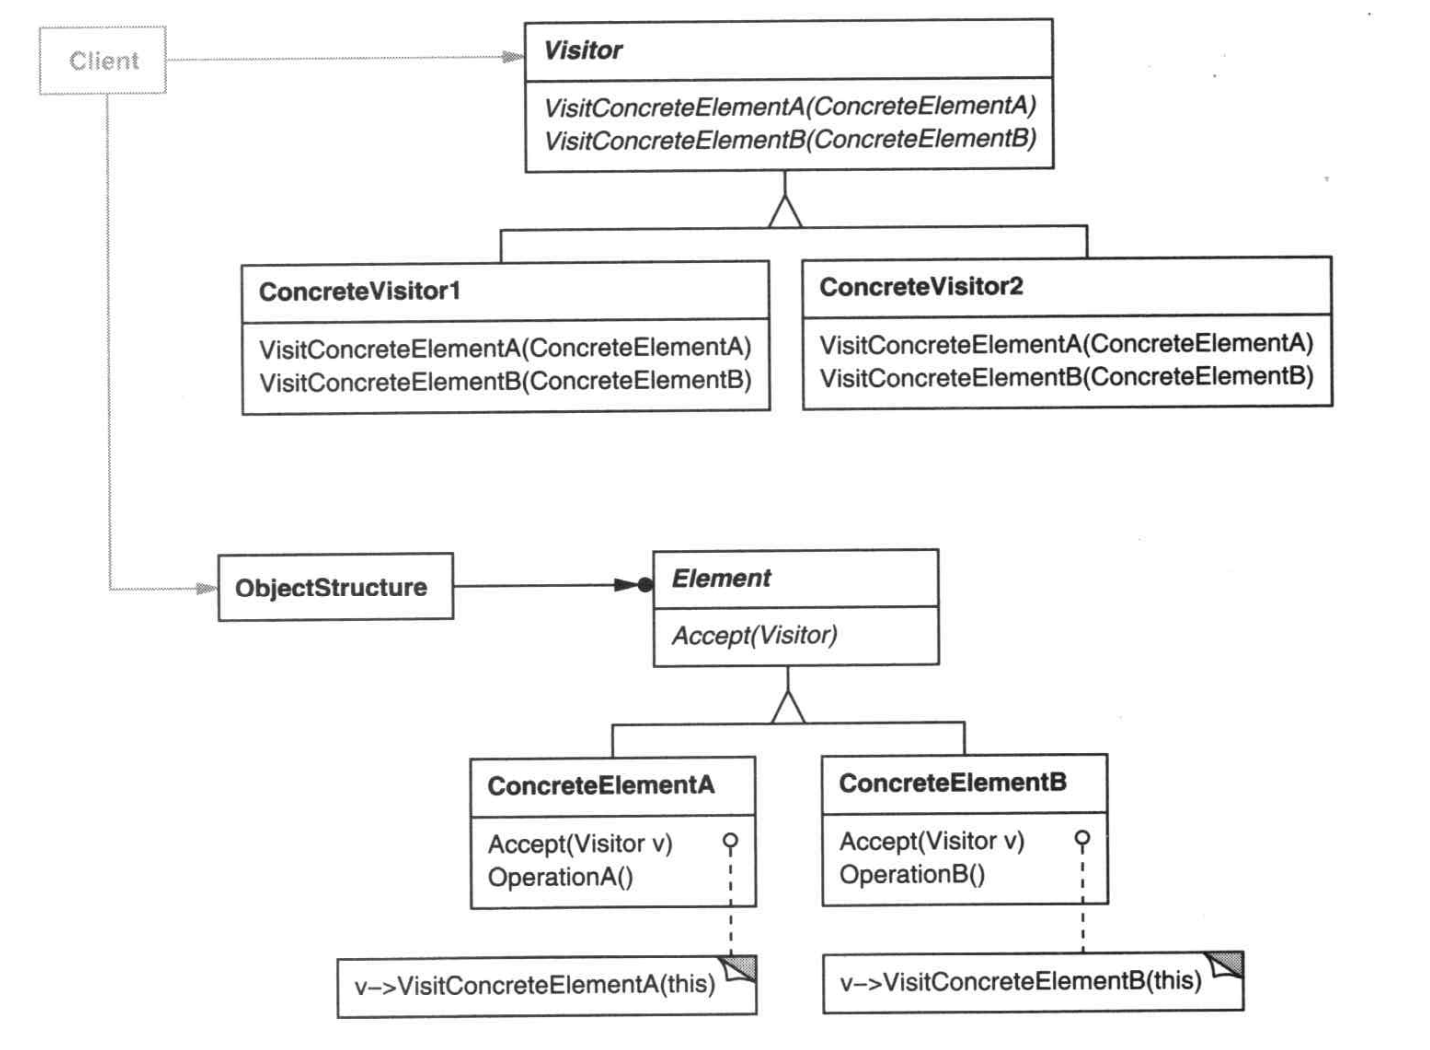 Client
Visitor
VisitConcreteElementA(ConcreteElementA)
VisitConcreteElementB(ConcreteElementB)
ConcreteVisitor1
VisitConcreteElementA(ConcreteElementA)
VisitConcreteElementB(ConcreteElementB)
ConcreteVisitor2
VisitConcreteElementA(ConcreteElementA)
VisitConcreteElementB(ConcreteElementB)
ObjectStructure
Element
Accept(Visitor)
ConcreteElementA
Accept(Visitor v)
OperationA()
ConcreteElementB
Accept(Visitor v)
OperationB()
v–>VisitConcreteElementA(this)
v–>VisitConcreteElementB(this)